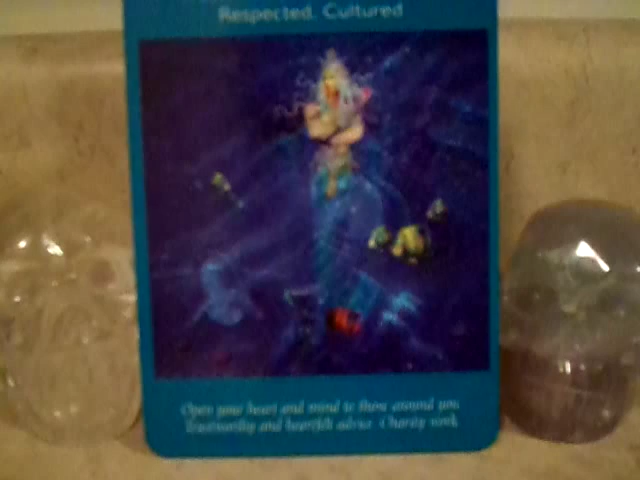 Respected. Cultured
Open your heart and mind to those around you.
Trustworthy and heartfelt advice. Charity work.